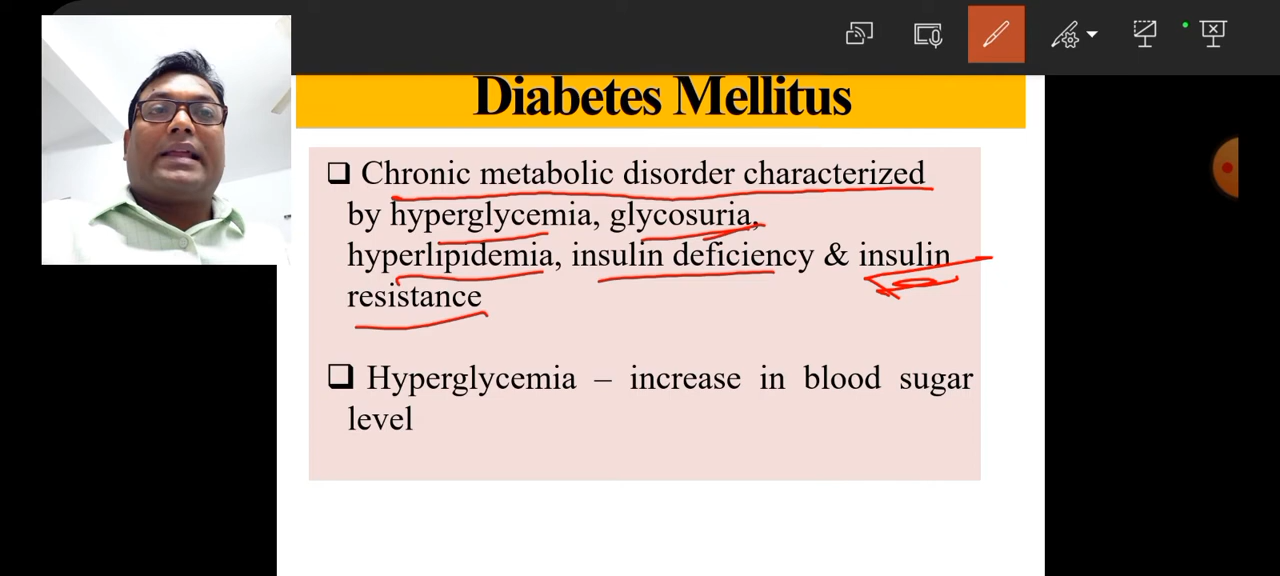 Diabetes Mellitus
❑ Chronic metabolic disorder characterized
by hyperglycemia, glycosuria,
hyperlipidemia, insulin deficiency & insulin
resistance
❑ Hyperglycemia – increase in blood sugar
level